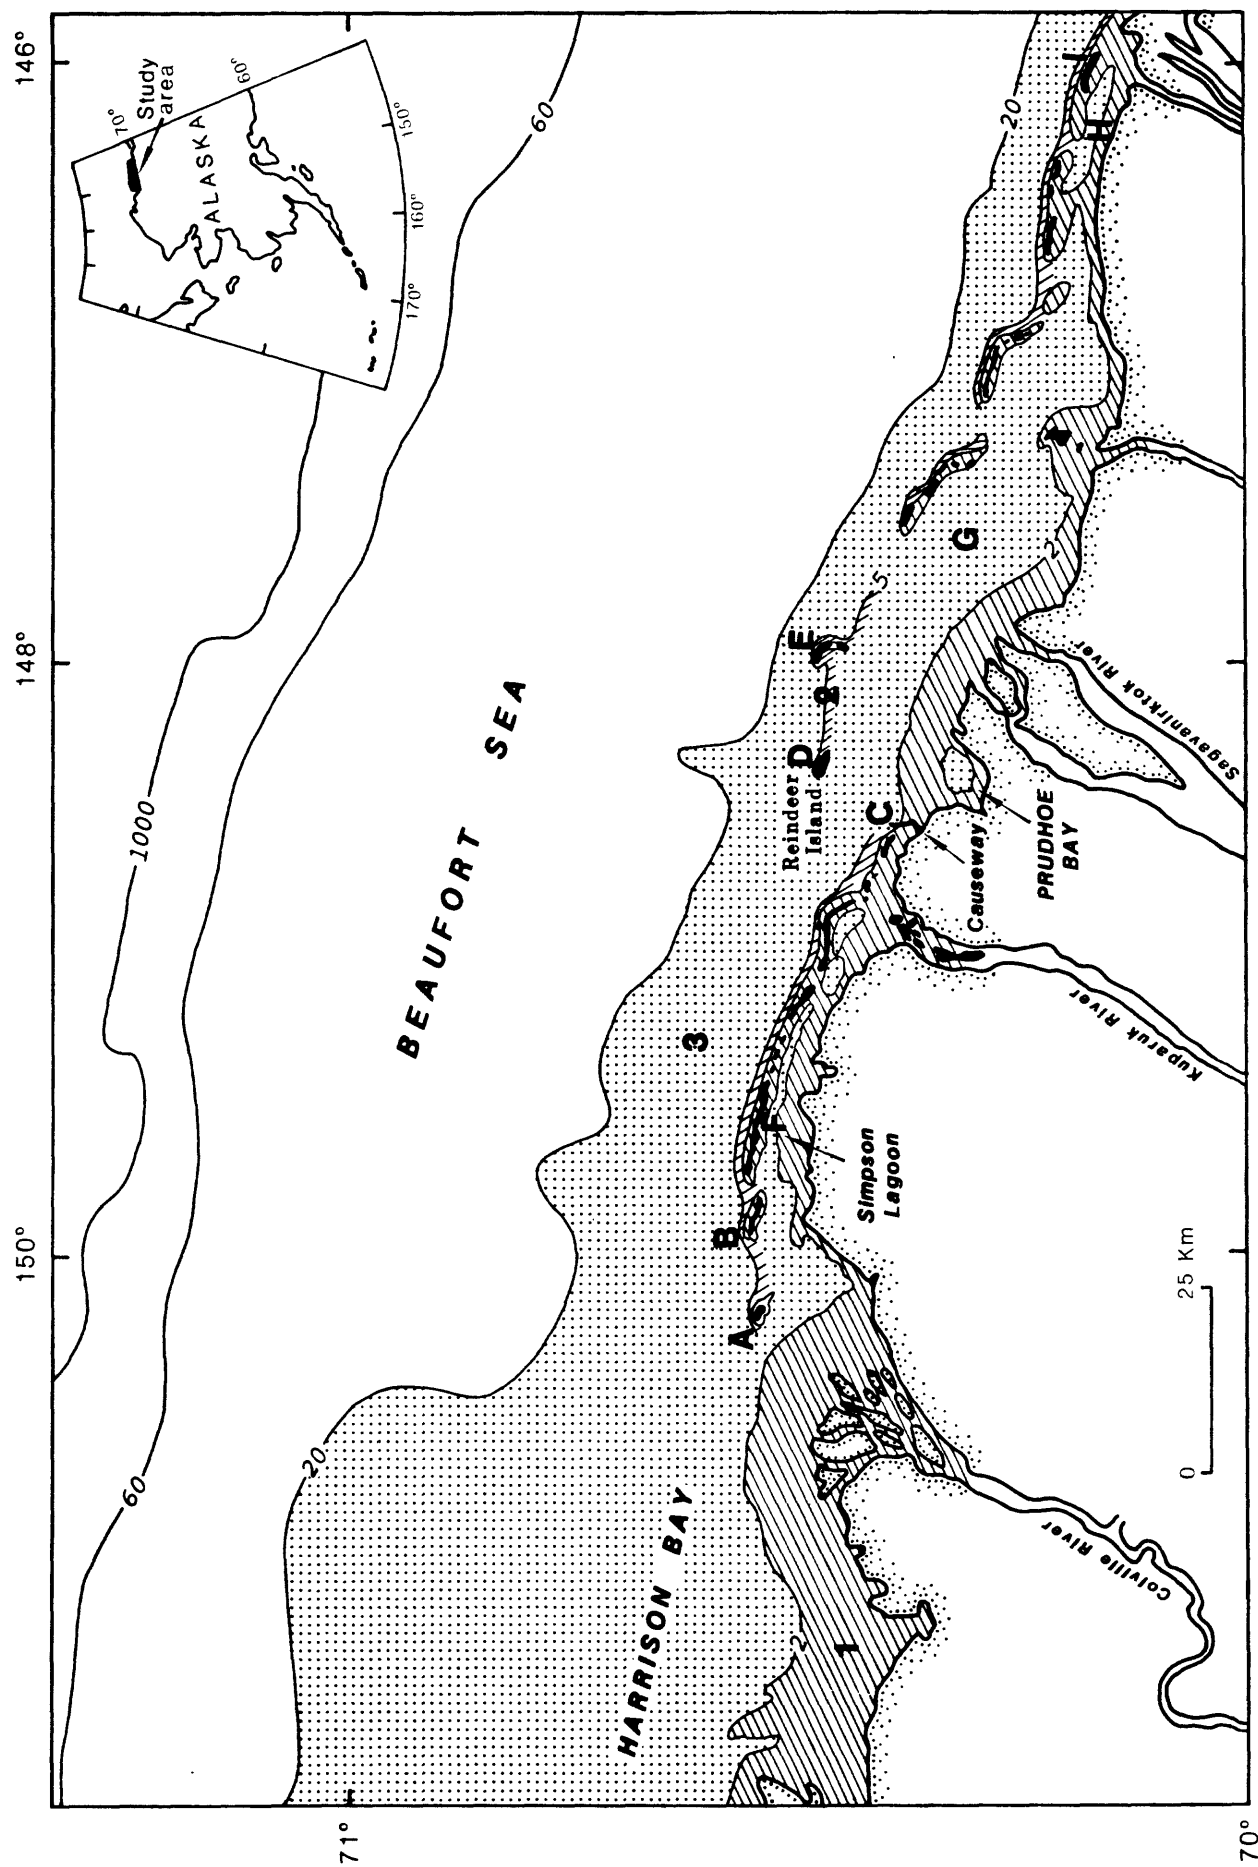 150°
148°
146°
71°
70°
70°
60°
Study
area
ALASKA
170°
160°
150°
1000
60
60
20
20
BEAUFORT SEA
HARRISON BAY
2
1
A
B
3
F
Simpson
Lagoon
Reindeer
Island
D
2
E
5
C
G
2
H
I
Causeway
PRUDHOE
BAY
Colville River
Kuparuk River
Sagavanirktok River
0 25 Km